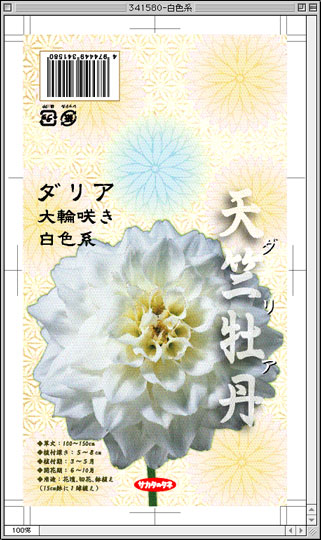 341580-白色系
4974449341580
ダリア
大輪咲き
白色系
天竺牡丹
ダリア
◆草丈:100〜150cm
◆植付深さ:5〜8cm
◆植付期:3〜5月
◆開花期:6〜10月
◆用途:花壇、切花、鉢植え
(15cm鉢に1球植え)
サカタのタネ
100%